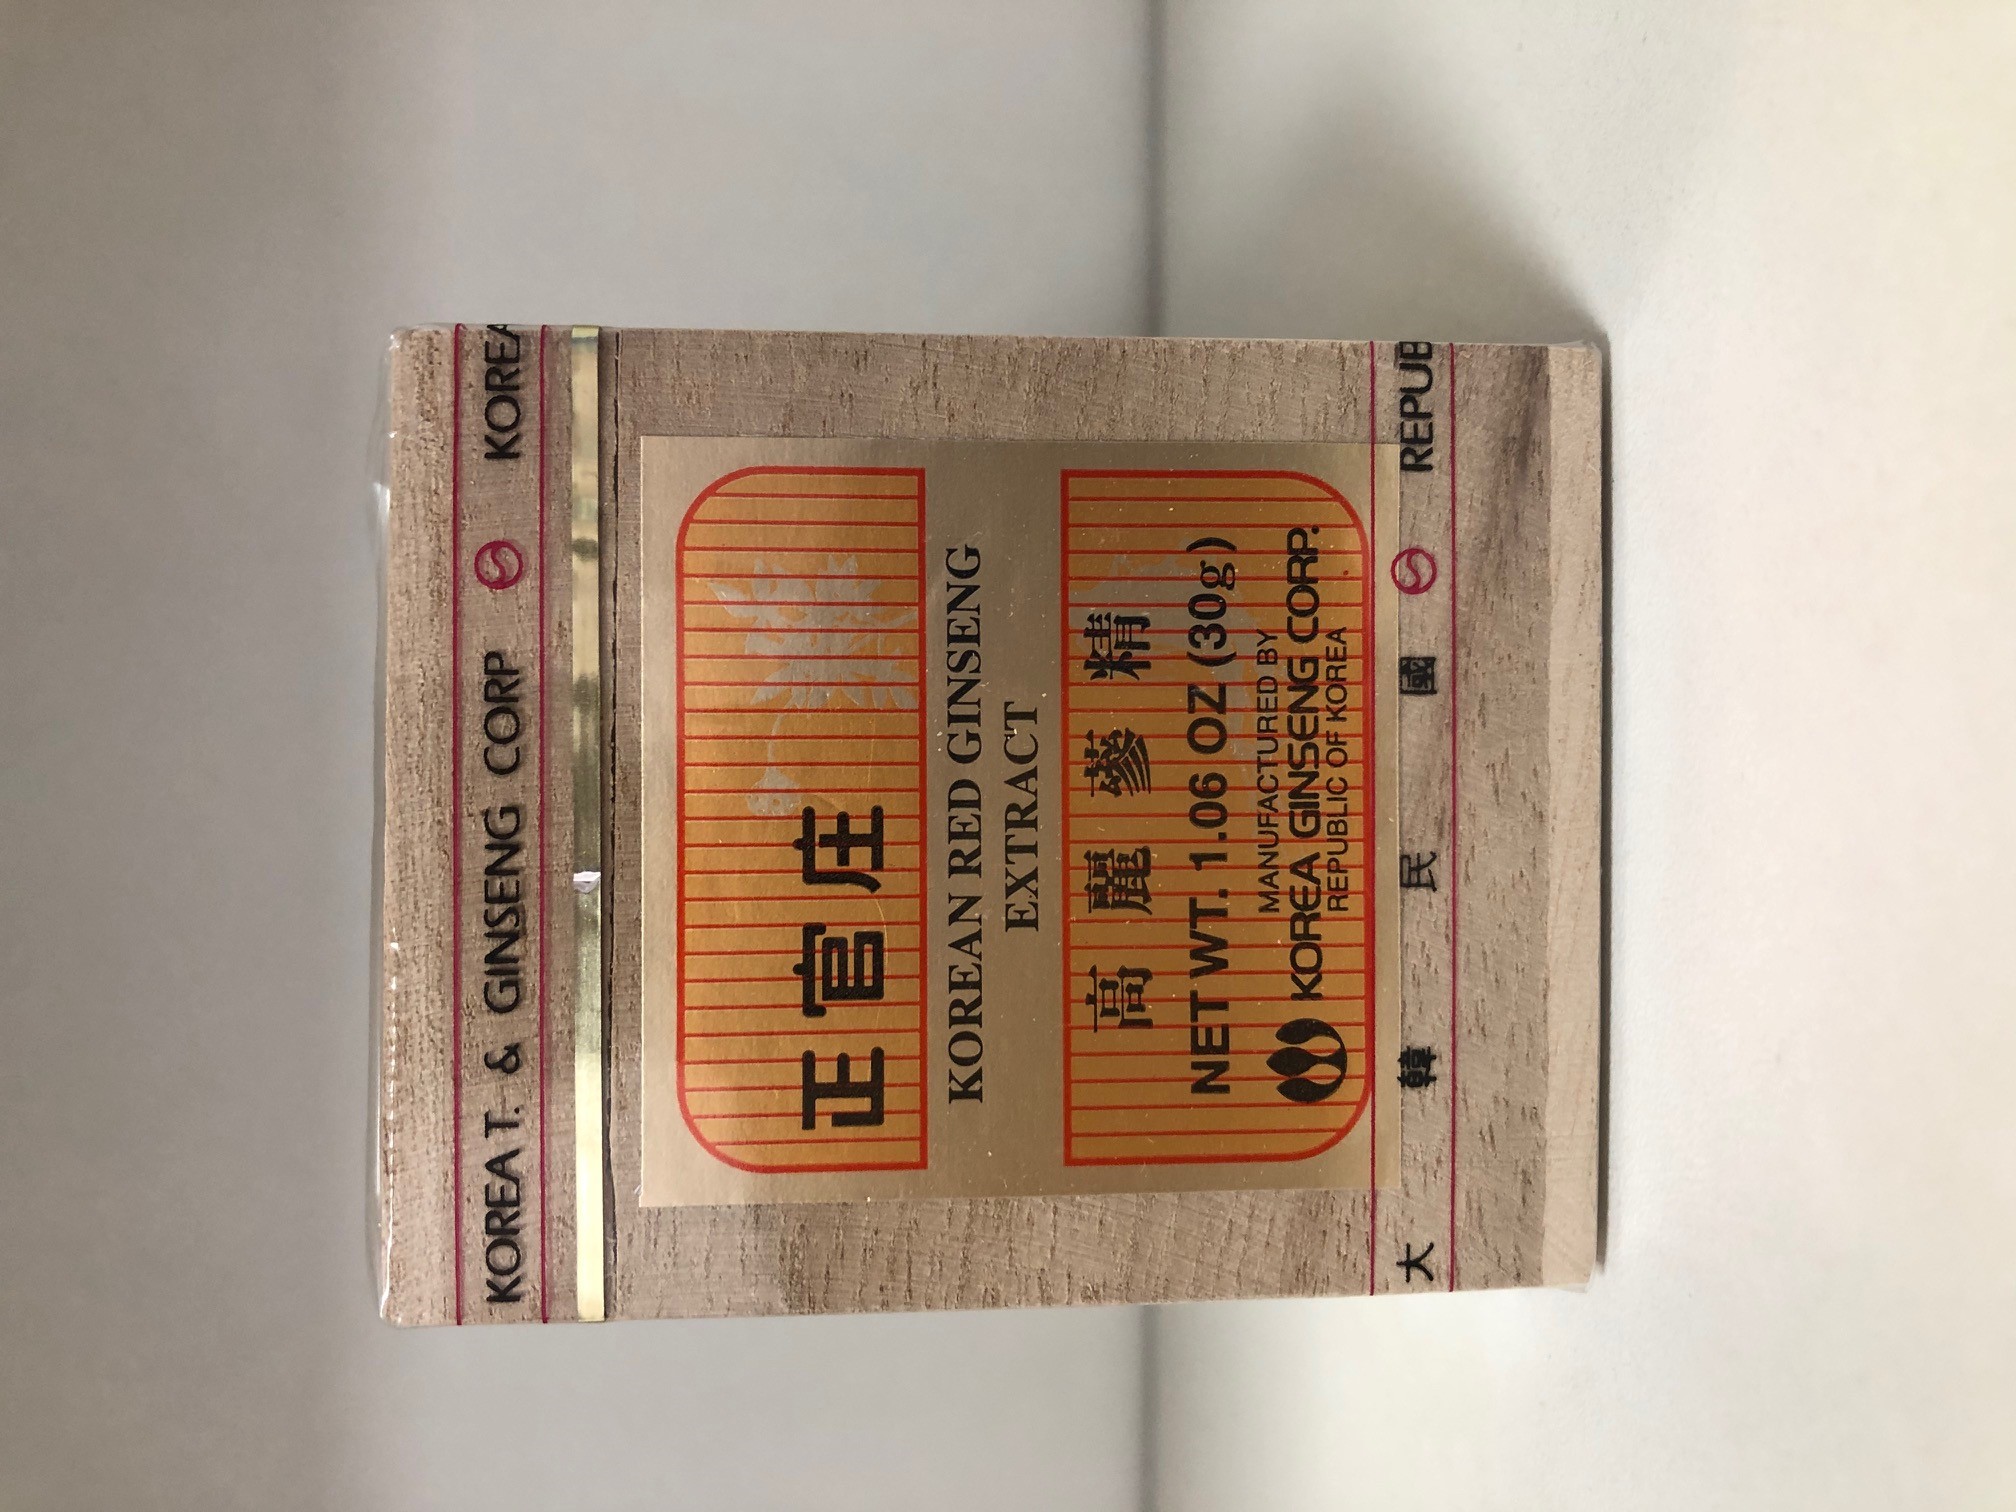 KOREA T. & GINSENG CORP KOREA
正官庄
KOREAN RED GINSENG
EXTRACT
高麗蔘精
NET WT. 1.06 OZ (30g)
MANUFACTURED BY
KOREA GINSENG CORP.
REPUBLIC OF KOREA
大韓民國 REPUB